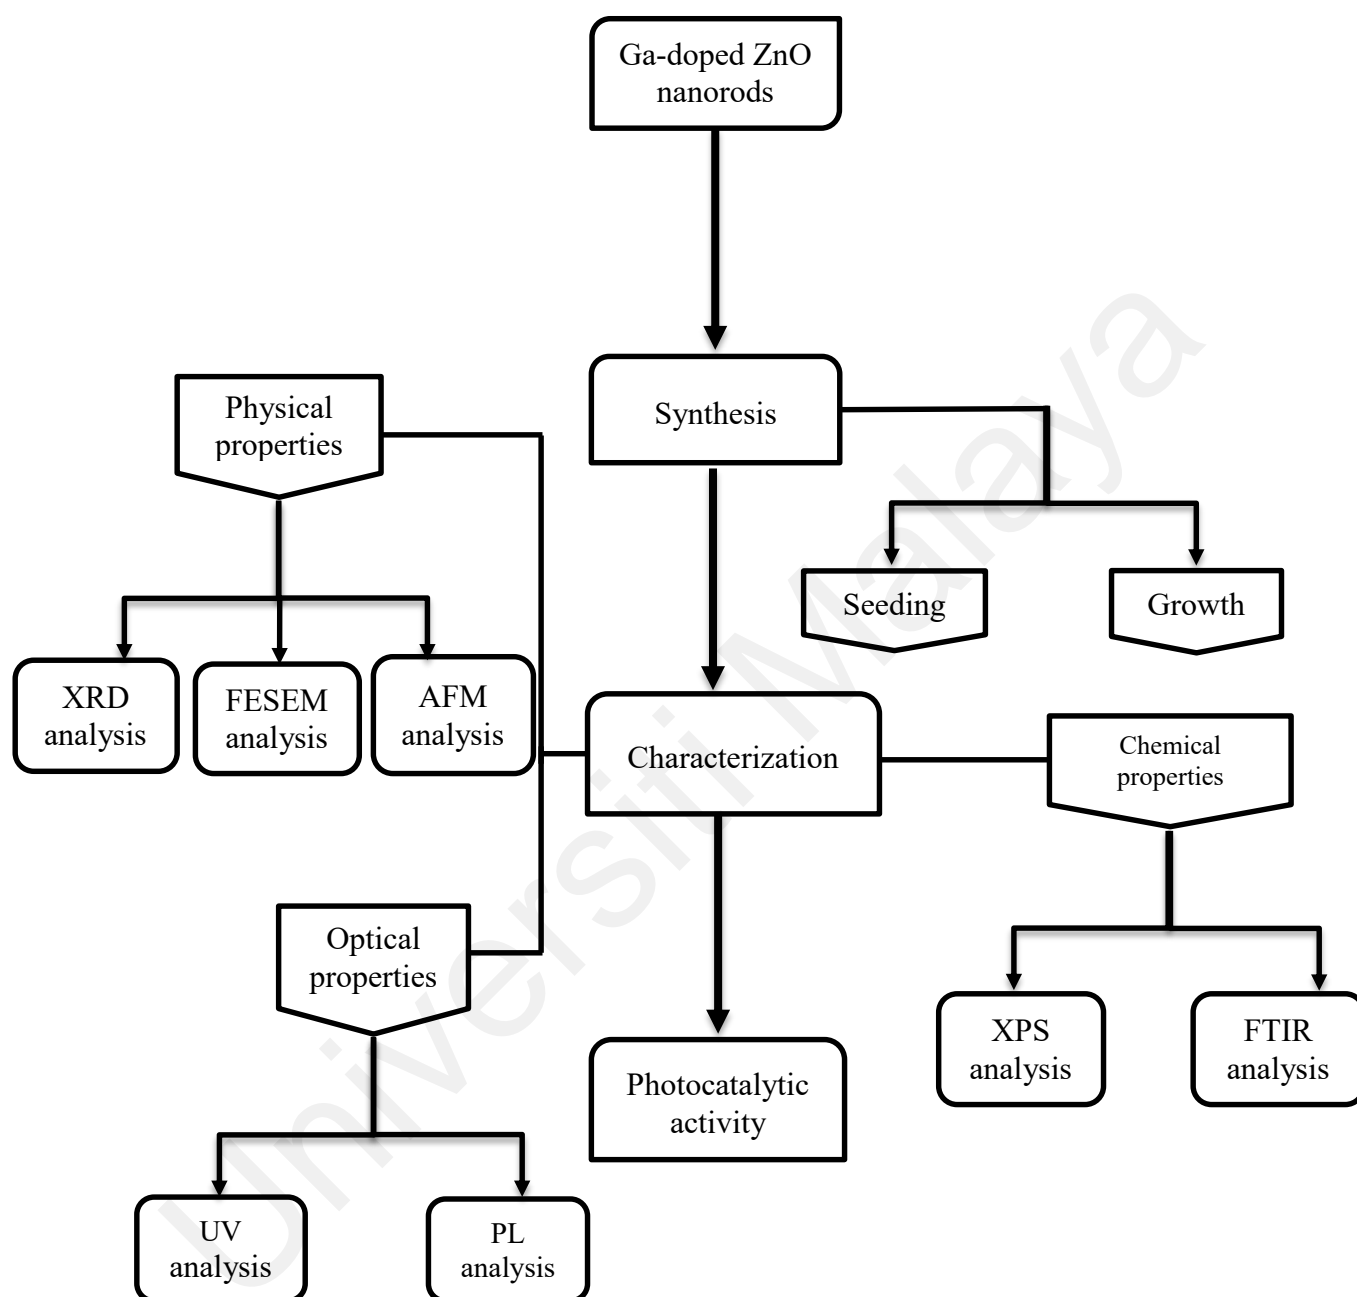 Ga-doped ZnO
nanorods
Physical
properties
Synthesis
Seeding
Growth
XRD
analysis
FESEM
analysis
AFM
analysis
Characterization
Chemical
properties
Optical
properties
XPS
analysis
FTIR
analysis
Photocatalytic
activity
UV
analysis
PL
analysis
Universiti Malaya